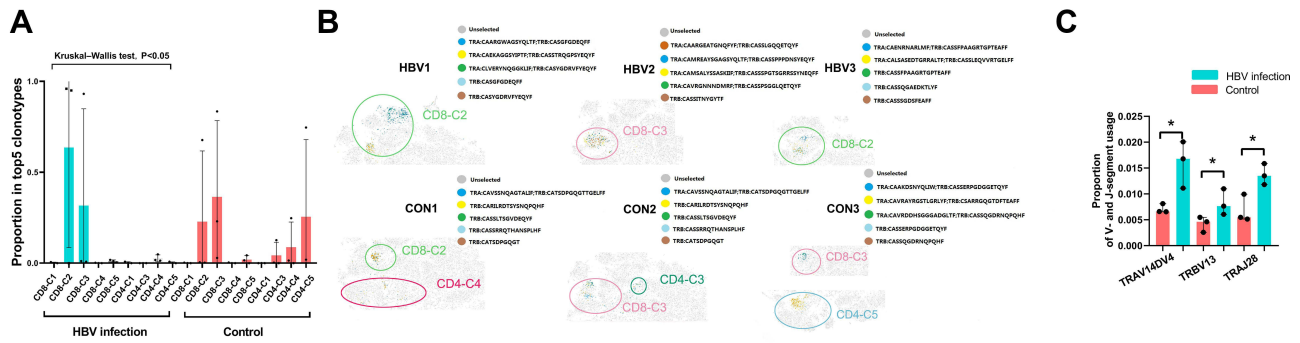 A
Kruskal–Wallis test, P<0.05
Proportion in top5 clonotypes
1.0
0.5
0.0
CD8-C1
CD8-C2
CD8-C3
CD8-C4
CD8-C5
CD4-C1
CD4-C3
CD4-C4
CD4-C5
CD8-C1
CD8-C2
CD8-C3
CD8-C4
CD8-C5
CD4-C1
CD4-C3
CD4-C4
CD4-C5
HBV infection
Control
B
HBV1
Unselected
TRA:CAARGWAGSYQLTF;TRB:CASGFGDEQFF
TRA:CAEKAGGSYIPTF;TRB:CASSTRQGPSYEQYF
TRA:CLVERYNQGGKLIF;TRB:CASYGDRVFYEQYF
TRB:CASGFGDEQFF
TRB:CASYGDRVFYEQYF
CD8-C2
HBV2
Unselected
TRA:CAARGEATGNQFYF;TRB:CASSLGQQETQYF
TRA:CAMREAYSGAGSYQLTF;TRB:CASSPPPDNSYEQYF
TRA:CAMSALYSSASKIIF;TRB:CASSSPGTSGRRSSYNEQFF
TRA:CAVRGNNNDMRF;TRB:CASSPSGGLQETQYF
TRB:CASSITNYGYTF
CD8-C3
HBV3
Unselected
TRA:CAENRNARLMF;TRB:CASSFPAAGRTGPTEAFF
TRA:CALSASEDTGRRALTF;TRB:CASSLEQVVRTGELFF
TRB:CASSFPAAGRTGPTEAFF
TRB:CASSQGAEDKTLYF
TRB:CASSSGDSFEAFF
CD8-C2
CON1
Unselected
TRA:CAVSSNQAGTALIF;TRB:CATSDPGQGTTGELFF
TRB:CARILRDTSYSNQPQHF
TRB:CASSLTSGVDEQYF
TRB:CASSRRQTHANSPLHF
TRB:CATSDPGQGT
CD8-C2
CD4-C4
CON2
Unselected
TRA:CAVSSNQAGTALIF;TRB:CATSDPGQGTTGELFF
TRB:CARILRDTSYSNQPQHF
TRB:CASSLTSGVDEQYF
TRB:CASSRRQTHANSPLHF
TRB:CATSDPGQGT
CD4-C3
CD8-C3
CON3
Unselected
TRA:CAAKDSNYQLIW;TRB:CASSERPGDGGETQYF
TRA:CAVRAYRGSTLGRLYF;TRB:CSARRGQGTDFTEAFF
TRA:CAVRDDHSGGGADGLTF;TRB:CASSQGDRNQPQHF
TRB:CASSERPGDGGETQYF
TRB:CASSQGDRNQPQHF
CD8-C3
CD4-C5
C
HBV infection
Control
Proportion
of V- and J-segment usage
0.025
0.020
0.015
0.010
0.005
0.000
*
*
*
TRAV14DV4
TRBV13
TRAJ28